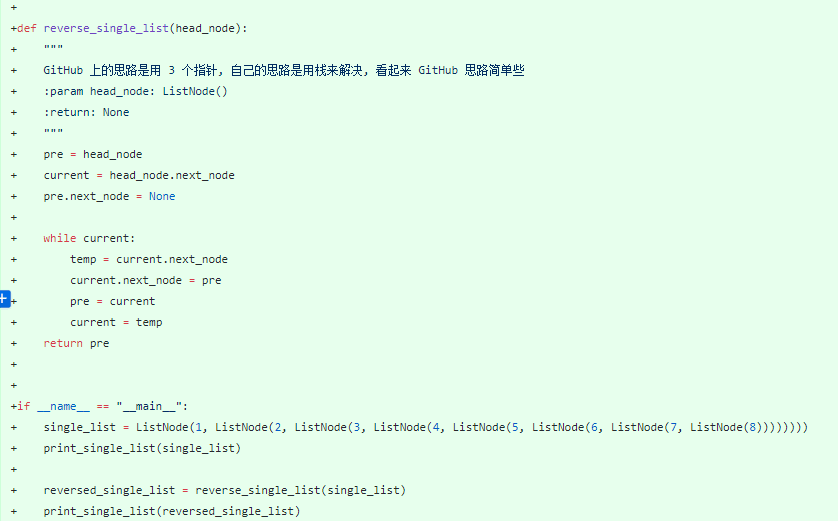 +
+def reverse_single_list(head_node):
+    """
+    GitHub 上的思路是用 3 个指针, 自己的思路是用栈来解决, 看起来 GitHub 思路简单些
+    :param head_node: ListNode()
+    :return: None
+    """
+    pre = head_node
+    current = head_node.next_node
+    pre.next_node = None
+
+    while current:
+        temp = current.next_node
+        current.next_node = pre
+        pre = current
+        current = temp
+    return pre
+
+
+if __name__ == "__main__":
+    single_list = ListNode(1, ListNode(2, ListNode(3, ListNode(4, ListNode(5, ListNode(6, ListNode(7, ListNode(8))))))))
+    print_single_list(single_list)
+
+    reversed_single_list = reverse_single_list(single_list)
+    print_single_list(reversed_single_list)